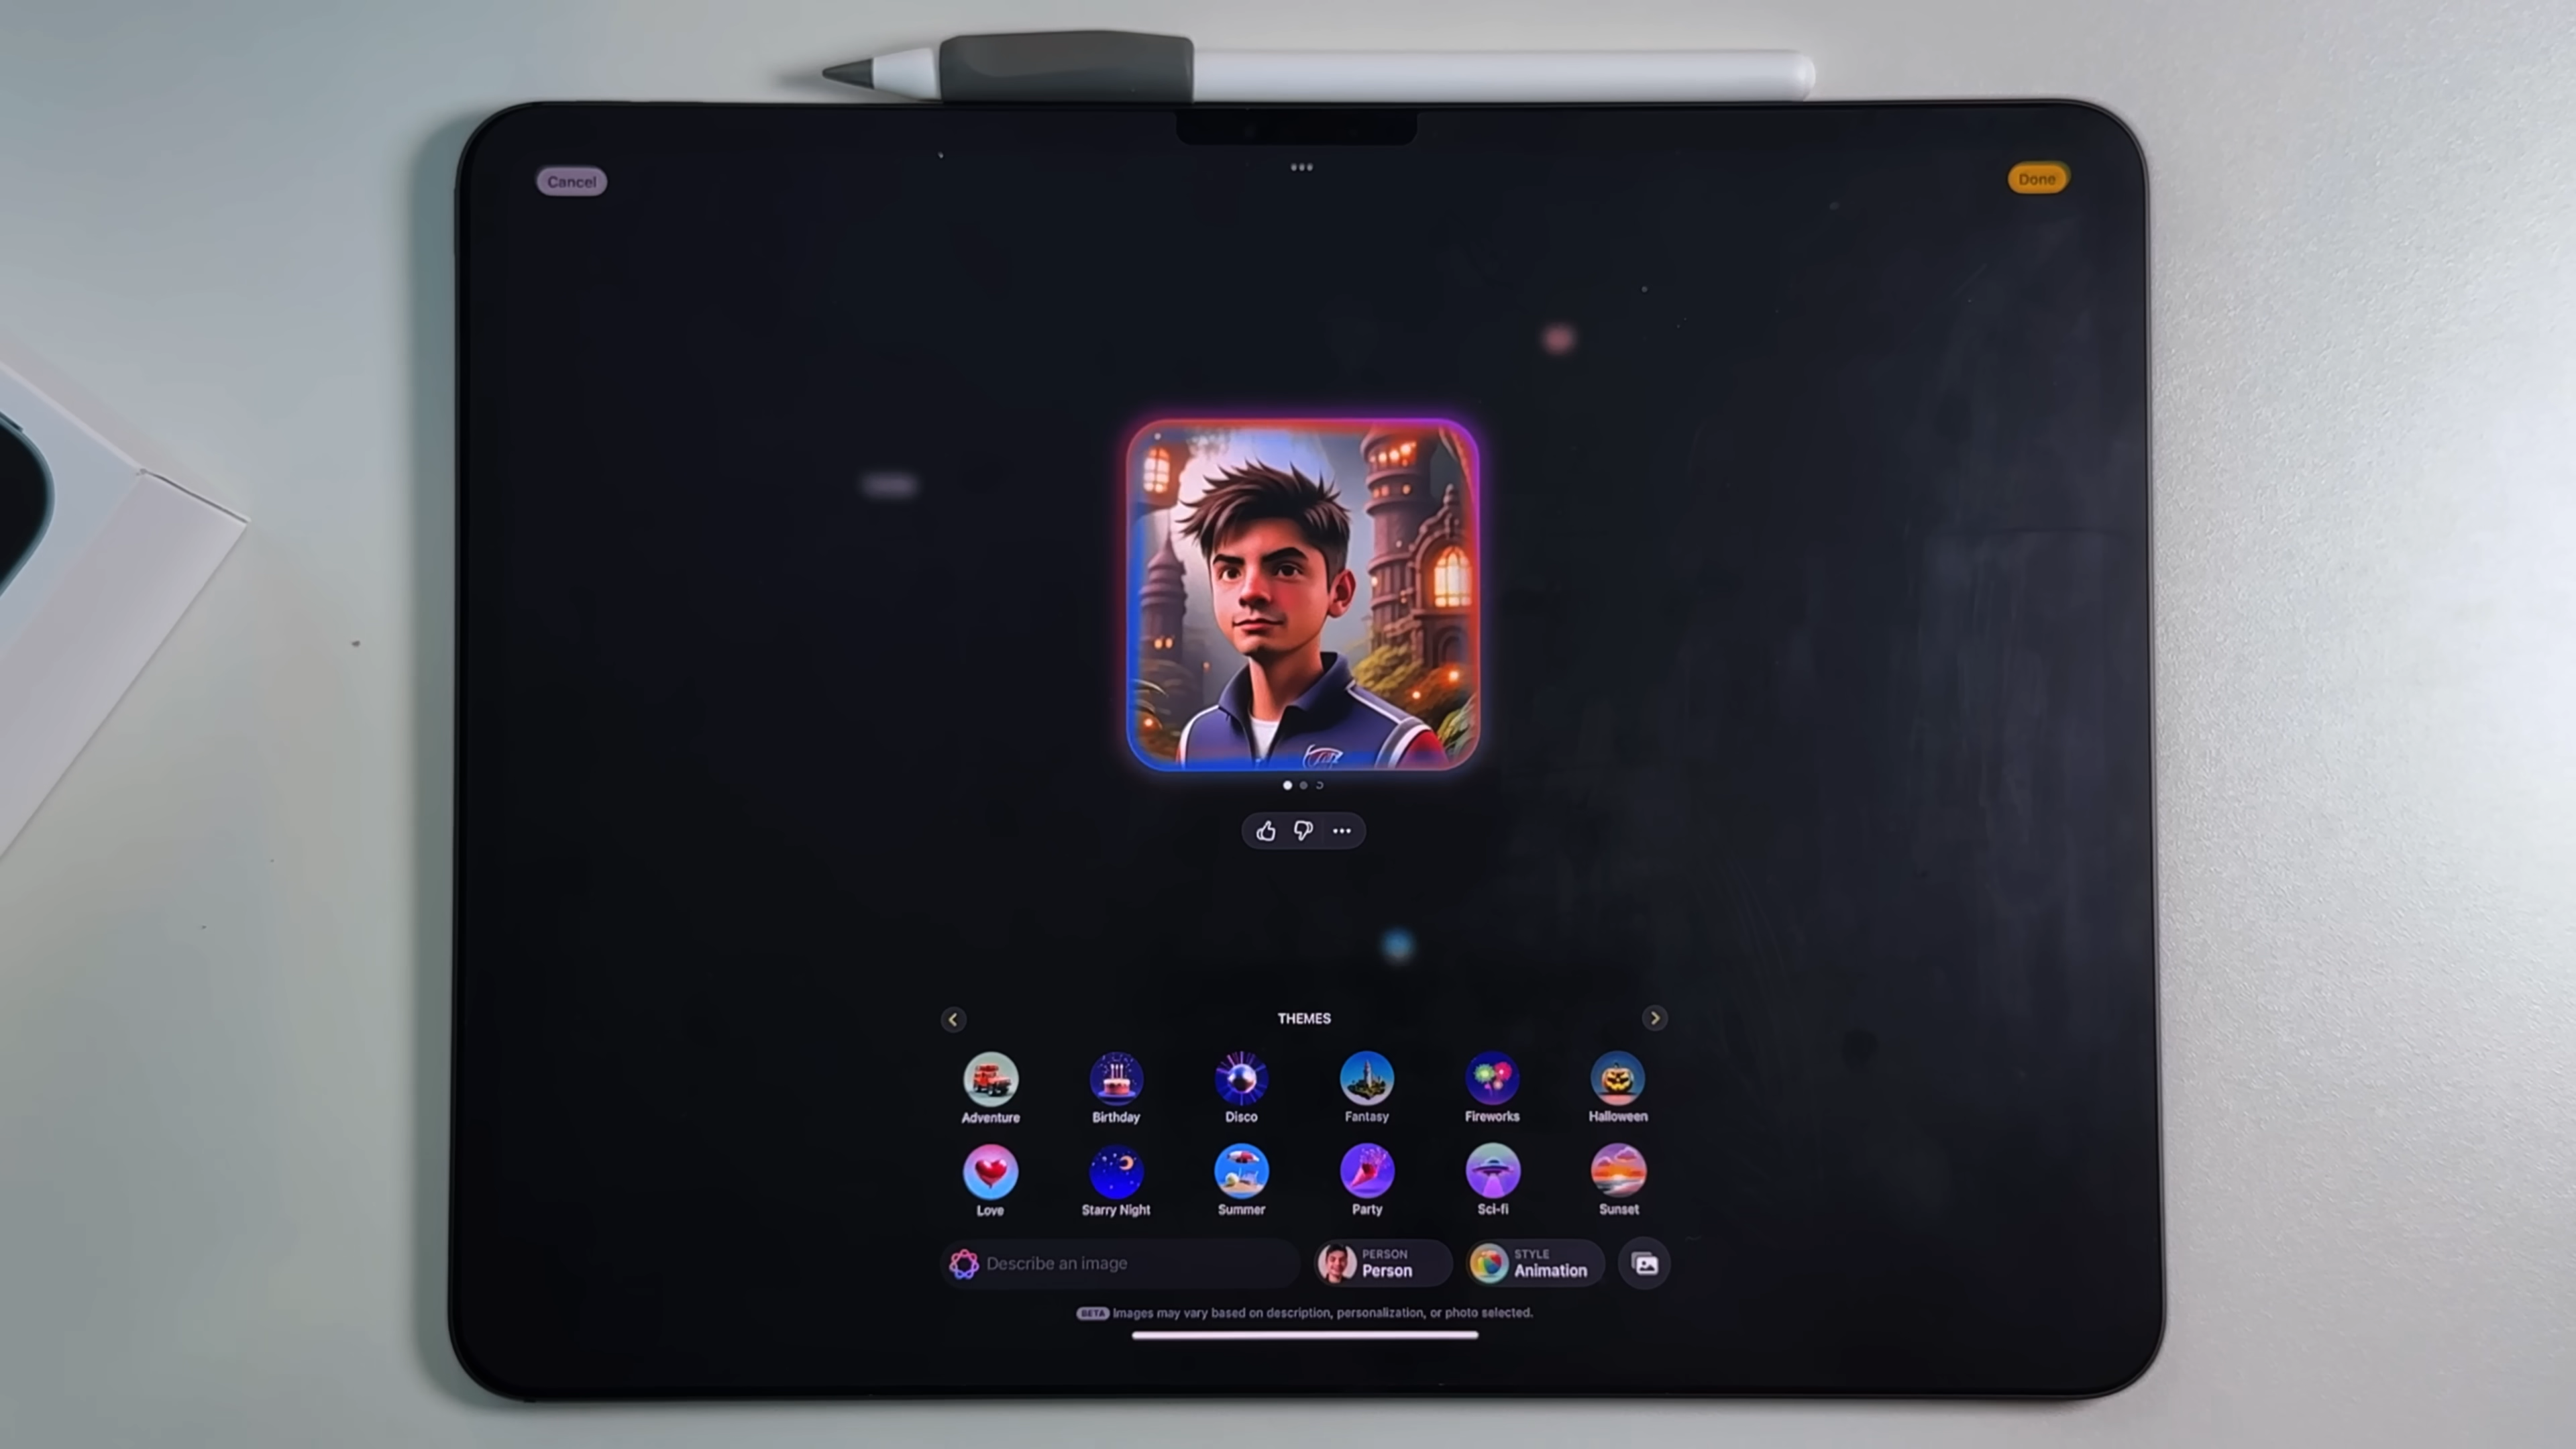 Cancel
Done
THEMES
Adventure
Birthday
Disco
Fantasy
Fireworks
Halloween
Love
Starry Night
Summer
Party
Sci-fi
Sunset
Describe an image
PERSON
Person
STYLE
Animation
BETA Images may vary based on description, personalization, or photo selected.